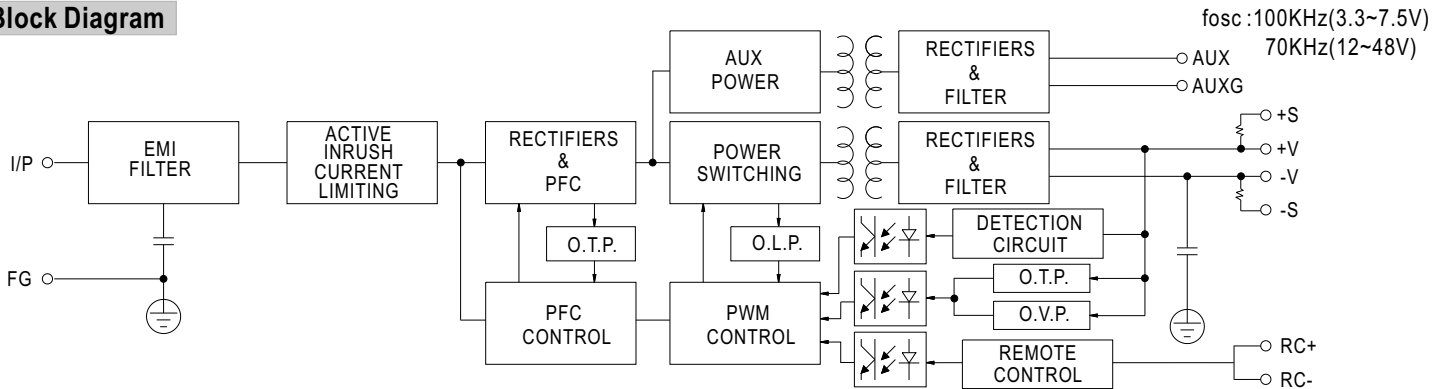 Block Diagram
fosc :100KHz(3.3~7.5V)
70KHz(12~48V)
AUX
POWER
RECTIFIERS
&
FILTER
AUX
AUXG
I/P
EMI
FILTER
ACTIVE
INRUSH
CURRENT
LIMITING
RECTIFIERS
&
PFC
POWER
SWITCHING
RECTIFIERS
&
FILTER
+S
+V
-V
-S
O.T.P.
O.L.P.
DETECTION
CIRCUIT
FG
PFC
CONTROL
PWM
CONTROL
O.T.P.
O.V.P.
REMOTE
CONTROL
RC+
RC-